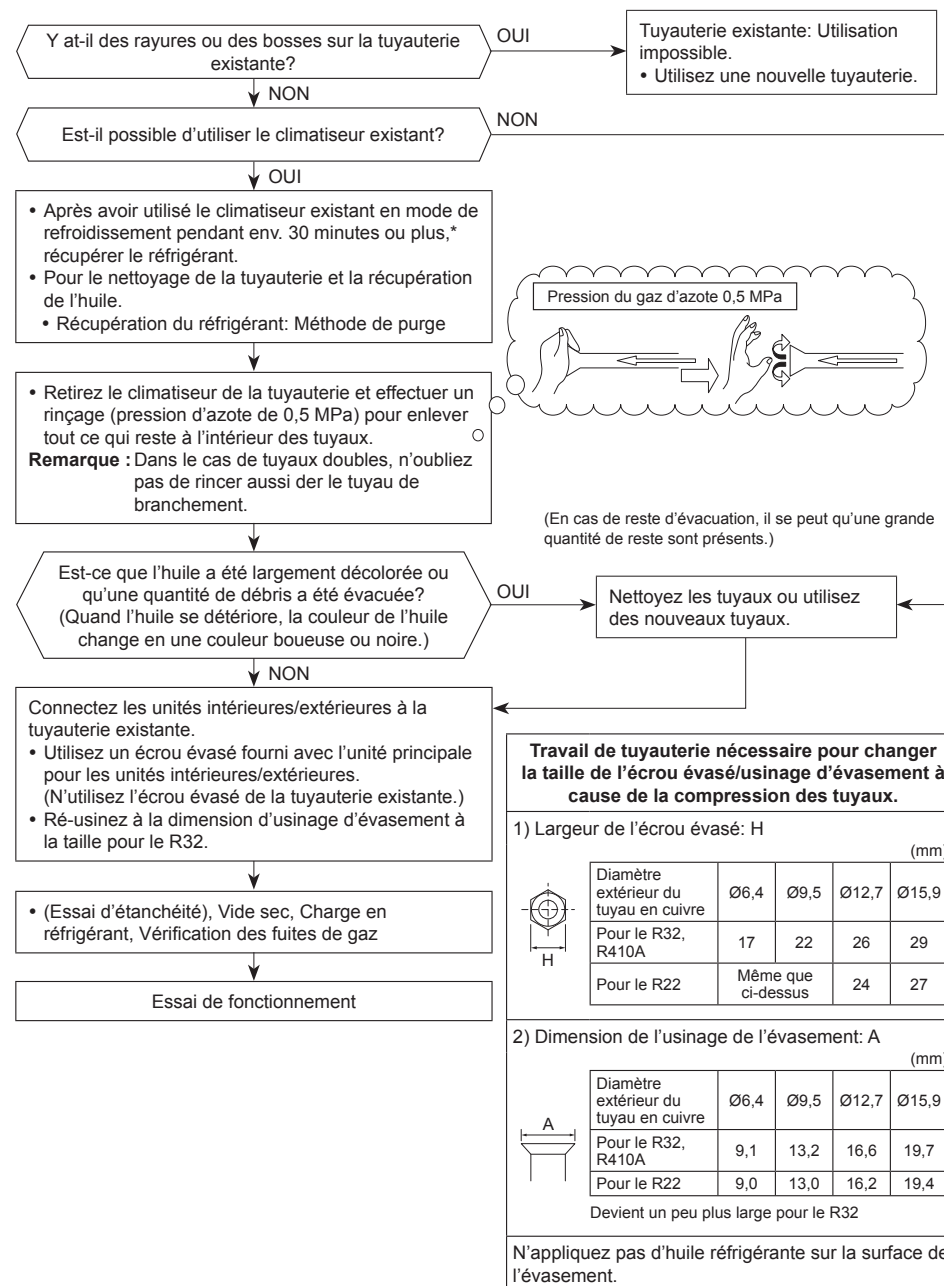 Y at-il des rayures ou des bosses sur la tuyauterie
existante?
OUI
Tuyauterie existante: Utilisation
impossible.
• Utilisez une nouvelle tuyauterie.
NON
Est-il possible d'utiliser le climatiseur existant?
NON
OUI
• Après avoir utilisé le climatiseur existant en mode de
refroidissement pendant env. 30 minutes ou plus,*
récupérer le réfrigérant.
• Pour le nettoyage de la tuyauterie et la récupération
de l'huile.
• Récupération du réfrigérant: Méthode de purge
Pression du gaz d'azote 0,5 MPa
• Retirez le climatiseur de la tuyauterie et effectuer un
rinçage (pression d'azote de 0,5 MPa) pour enlever
tout ce qui reste à l'intérieur des tuyaux.
Remarque : Dans le cas de tuyaux doubles, n'oubliez
pas de rincer aussi der le tuyau de
branchement.
(En cas de reste d'évacuation, il se peut qu'une grande
quantité de reste sont présents.)
Est-ce que l'huile a été largement décolorée ou
qu'une quantité de débris a été évacuée?
(Quand l'huile se détériore, la couleur de l'huile
change en une couleur boueuse ou noire.)
OUI
Nettoyez les tuyaux ou utilisez
des nouveaux tuyaux.
NON
Connectez les unités intérieures/extérieures à la
tuyauterie existante.
• Utilisez un écrou évasé fourni avec l'unité principale
pour les unités intérieures/extérieures.
(N'utilisez l'écrou évasé de la tuyauterie existante.)
• Ré-usinez à la dimension d'usinage d'évasement à
la taille pour le R32.
• (Essai d'étanchéité), Vide sec, Charge en
réfrigérant, Vérification des fuites de gaz
Essai de fonctionnement
Travail de tuyauterie nécessaire pour changer
la taille de l'écrou évasé/usinage d'évasement à
cause de la compression des tuyaux.
1) Largeur de l'écrou évasé: H
(mm)
H
Diamètre
extérieur du
tuyau en cuivre
Ø6,4 Ø9,5 Ø12,7 Ø15,9
Pour le R32,
R410A
17 22 26 29
Pour le R22
Même que
ci-dessus
24 27
2) Dimension de l'usinage de l'évasement: A
(mm)
A
Diamètre
extérieur du
tuyau en cuivre
Ø6,4 Ø9,5 Ø12,7 Ø15,9
Pour le R32,
R410A
9,1 13,2 16,6 19,7
Pour le R22 9,0 13,0 16,2 19,4
Devient un peu plus large pour le R32
N'appliquez pas d'huile réfrigérante sur la surface de
l'évasement.